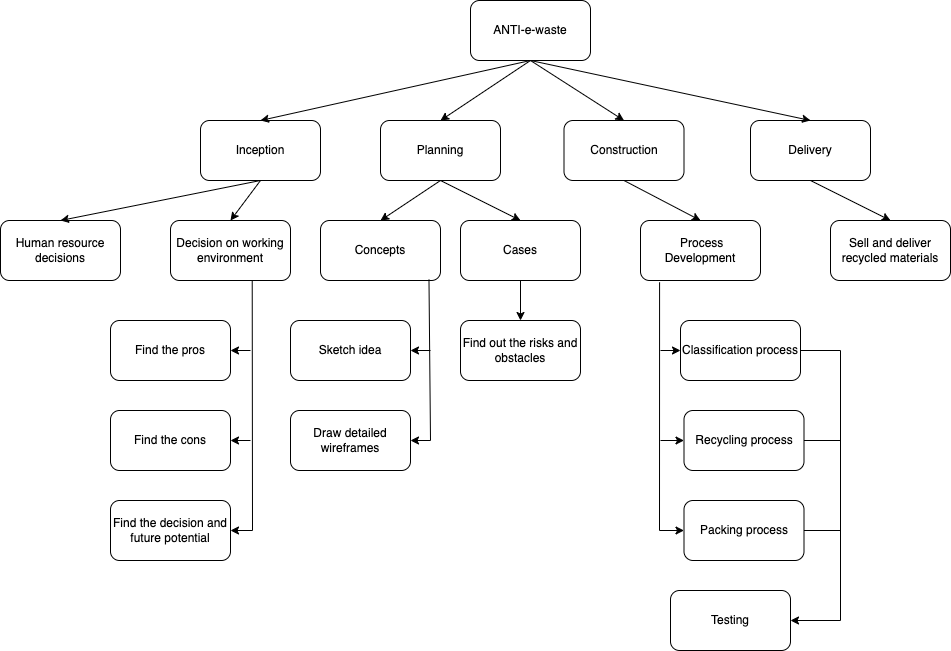 ANTI-e-waste
Inception
Planning
Construction
Delivery
Human resource
decisions
Decision on working
environment
Concepts
Cases
Process
Development
Sell and deliver
recycled materials
Find the pros
Sketch idea
Find out the risks and
obstacles
Classification process
Find the cons
Draw detailed
wireframes
Recycling process
Find the decision and
future potential
Packing process
Testing